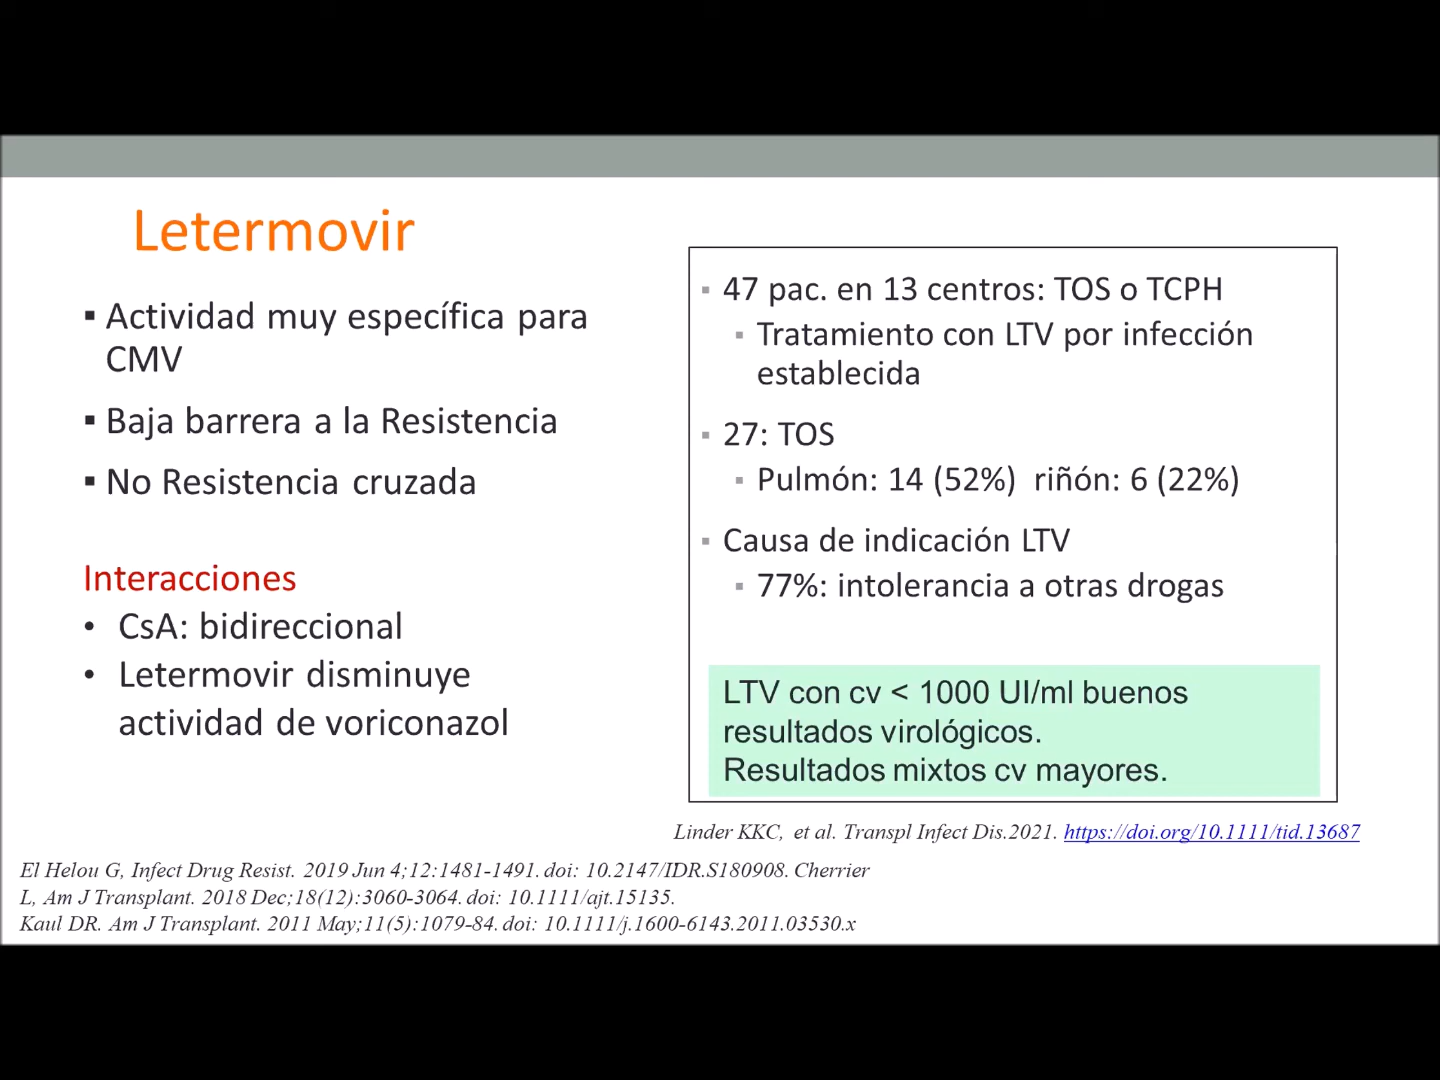 Letermovir
▪ Actividad muy específica para
CMV
▪ Baja barrera a la Resistencia
▪ No Resistencia cruzada
Interacciones
• CsA: bidireccional
• Letermovir disminuye
actividad de voriconazol
▪ 47 pac. en 13 centros: TOS o TCPH
▪ Tratamiento con LTV por infección
establecida
▪ 27: TOS
▪ Pulmón: 14 (52%) riñón: 6 (22%)
▪ Causa de indicación LTV
▪ 77%: intolerancia a otras drogas
LTV con cv < 1000 UI/ml buenos
resultados virológicos.
Resultados mixtos cv mayores.
Linder KKC, et al. Transpl Infect Dis.2021. https://doi.org/10.1111/tid.13687
El Helou G, Infect Drug Resist. 2019 Jun 4;12:1481-1491. doi: 10.2147/IDR.S180908. Cherrier
L, Am J Transplant. 2018 Dec;18(12):3060-3064. doi: 10.1111/ajt.15135.
Kaul DR. Am J Transplant. 2011 May;11(5):1079-84. doi: 10.1111/j.1600-6143.2011.03530.x